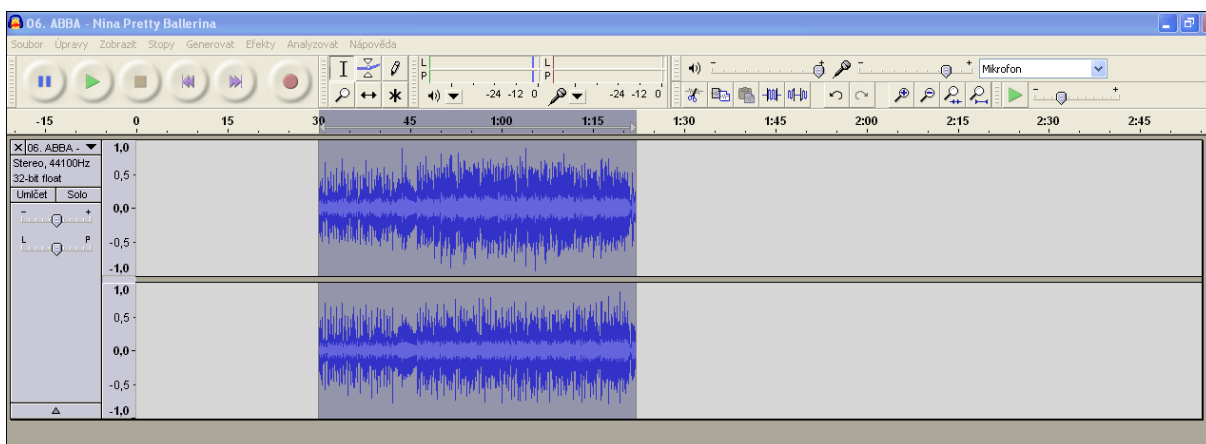 06. ABBA - Nina Pretty Ballerina
Soubor Úpravy Zobrazit Stopy Generovat Efekty Analyzovat Nápověda
L
P
L
P
-24 -12 0
-24 -12 0
Mikrofon
-15 0 15 30 45 1:00 1:15 1:30 1:45 2:00 2:15 2:30 2:45
06. ABBA -
Stereo, 44100Hz
32-bit float
Umlčet Solo
- +
L P
1,0
0,5
0,0
-0,5
-1,0
1,0
0,5
0,0
-0,5
-1,0